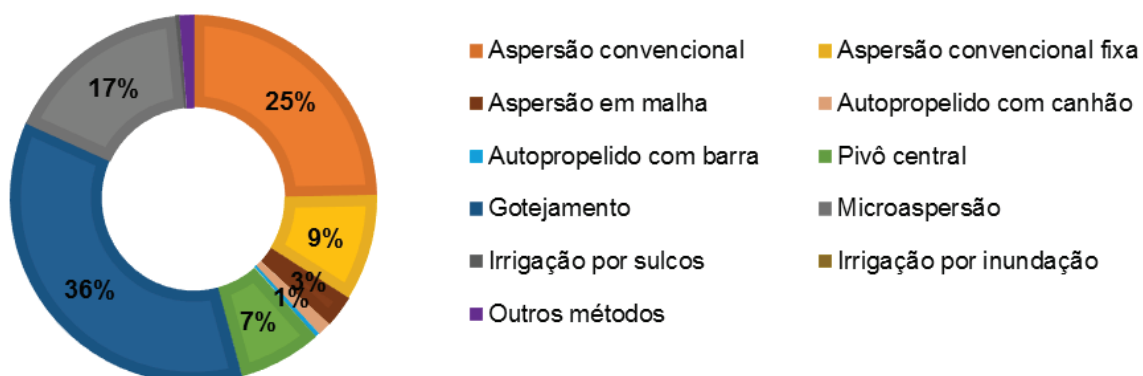 17%
25%
9%
3%
1%
7%
36%
Aspersão convencional
Aspersão convencional fixa
Aspersão em malha
Autopropelido com canhão
Autopropelido com barra
Pivô central
Gotejamento
Microaspersão
Irrigação por sulcos
Irrigação por inundação
Outros métodos